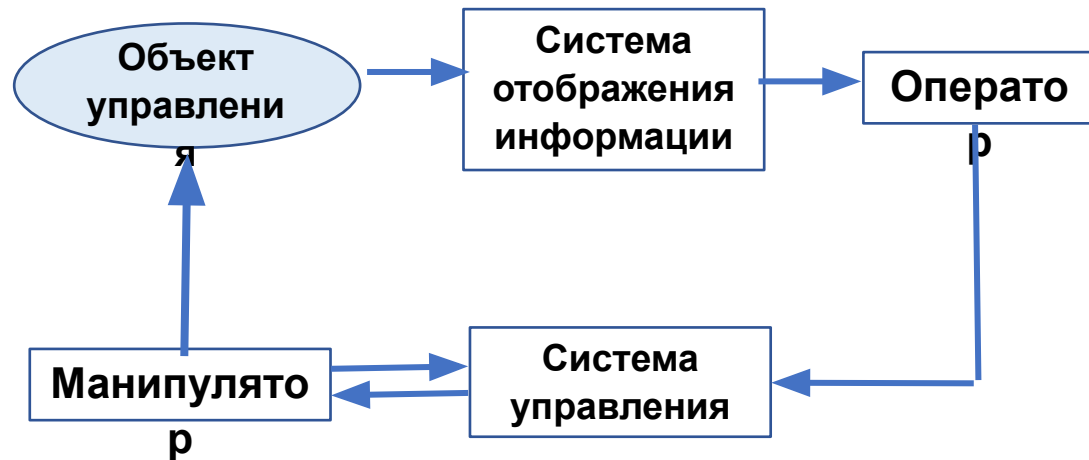 Объект
управлени
я
Система
отображения
информации
Операто
р
Манипулято
р
Система
управления